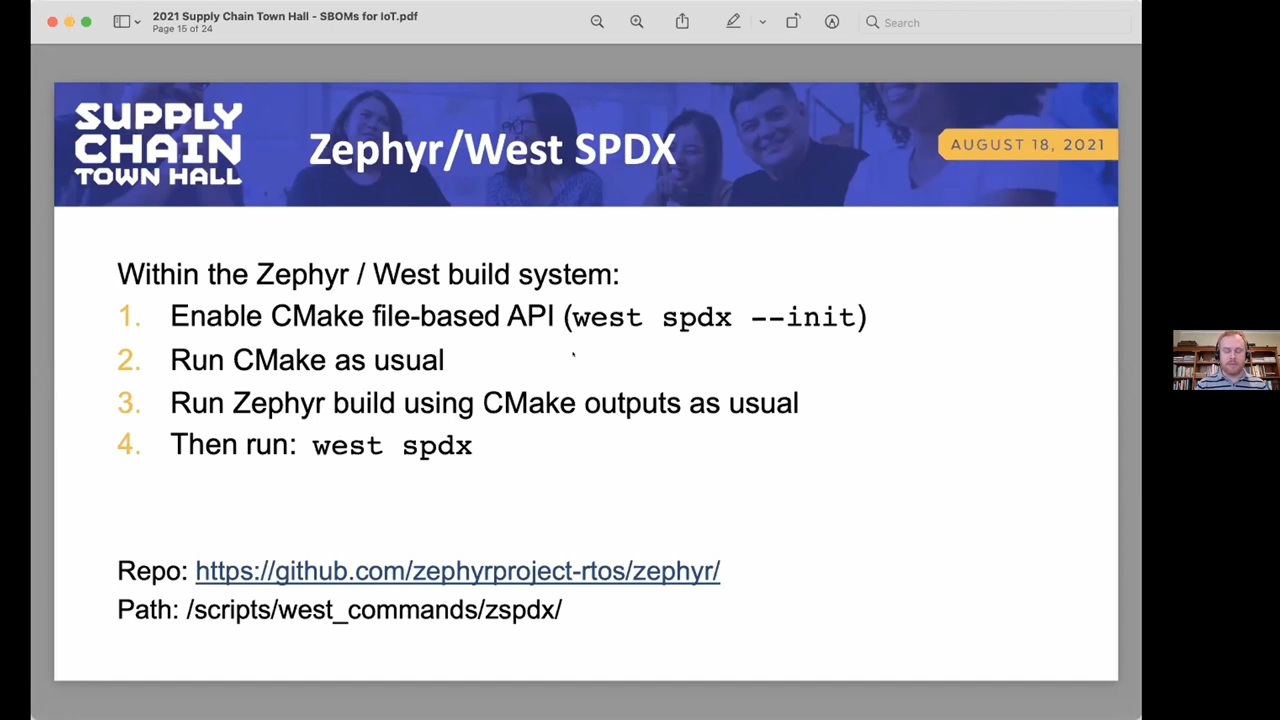 2021 Supply Chain Town Hall - SBOMs for IoT.pdf
Page 15 of 24
Search
SUPPLY
CHAIN
TOWN HALL
Zephyr/West SPDX
AUGUST 18, 2021
Within the Zephyr / West build system:
1. Enable CMake file-based API (west spdx --init)
2. Run CMake as usual
3. Run Zephyr build using CMake outputs as usual
4. Then run: west spdx
Repo: https://github.com/zephyrproject-rtos/zephyr/
Path: /scripts/west_commands/zspdx/